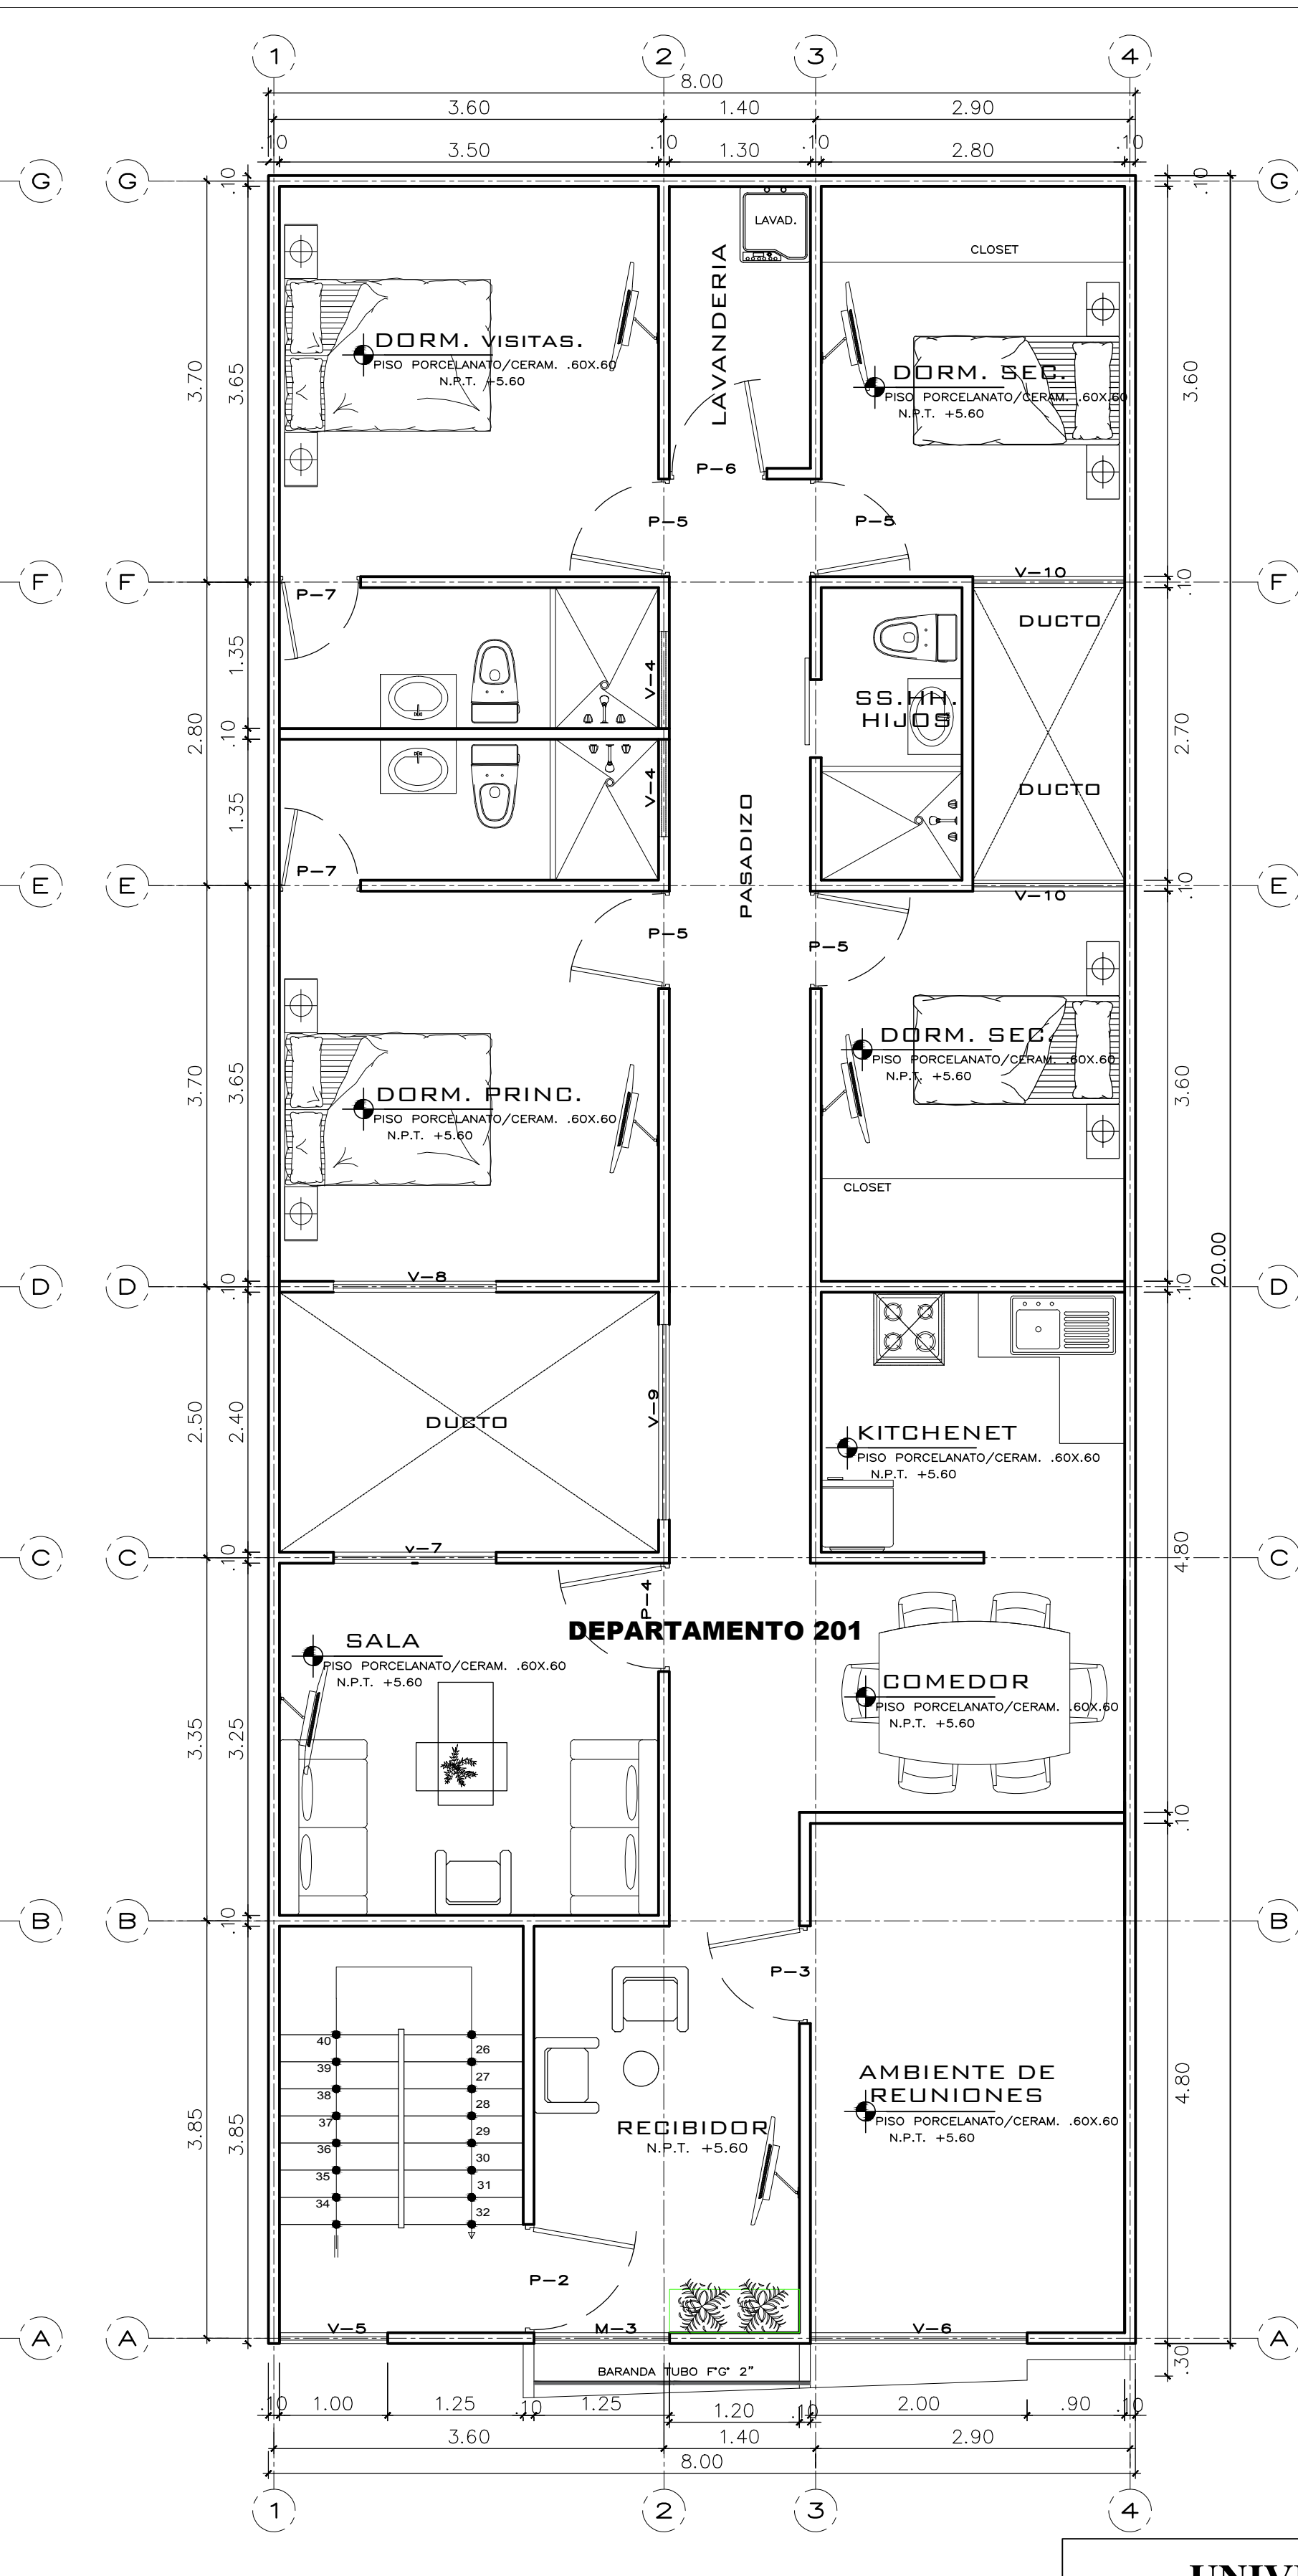 1 2 3 4
8.00
3.60 1.40 2.90
.10 3.50 .10 1.30 .10 2.80 .10
G G G
.10 .10
LAVAD.
CLOSET
LAVANDERIA
DORM. VISITAS.
PISO PORCELANATO/CERAM. .60X.60
N.P.T. +5.60
DORM. SEC.
PISO PORCELANATO/CERAM. .60X.60
N.P.T. +5.60
3.70 3.65 3.60
P-6
P-5 P-5
F F F
V-10
.10
P-7
DUCTO
1.35
V-4
SS.HH.
HIJOS
2.80 .10 2.70
V-4
DUCTO
1.35
PASADIZO
P-7
E E E
V-10
.10
P-5 P-5
DORM. SEC.
PISO PORCELANATO/CERAM. .60X.60
N.P.T. +5.60
DORM. PRINC.
PISO PORCELANATO/CERAM. .60X.60
N.P.T. +5.60
3.70 3.65 3.60
CLOSET
20.00
V-8
D D D
.10 .10
V-9
DUCTO
2.50 2.40
KITCHENET
PISO PORCELANATO/CERAM. .60X.60
N.P.T. +5.60
v-7
C C C
.10 4.80
P-4
DEPARTAMENTO 201
SALA
PISO PORCELANATO/CERAM. .60X.60
N.P.T. +5.60
COMEDOR
PISO PORCELANATO/CERAM. .60X.60
N.P.T. +5.60
3.35 3.25
.10
B B B
.10
P-3
40 26
39 27
38 28
37 29
36 30
35 31
34 32
AMBIENTE DE
REUNIONES
PISO PORCELANATO/CERAM. .60X.60
N.P.T. +5.60
RECIBIDOR
N.P.T. +5.60
3.85 3.85 4.80
P-2
V-5 M-3 V-6
A A A
.30
BARANDA TUBO F°G° 2"
.10 1.00 1.25 .10 1.25 1.20 .10 2.00 .90 .10
3.60 1.40 2.90
8.00
1 2 3 4